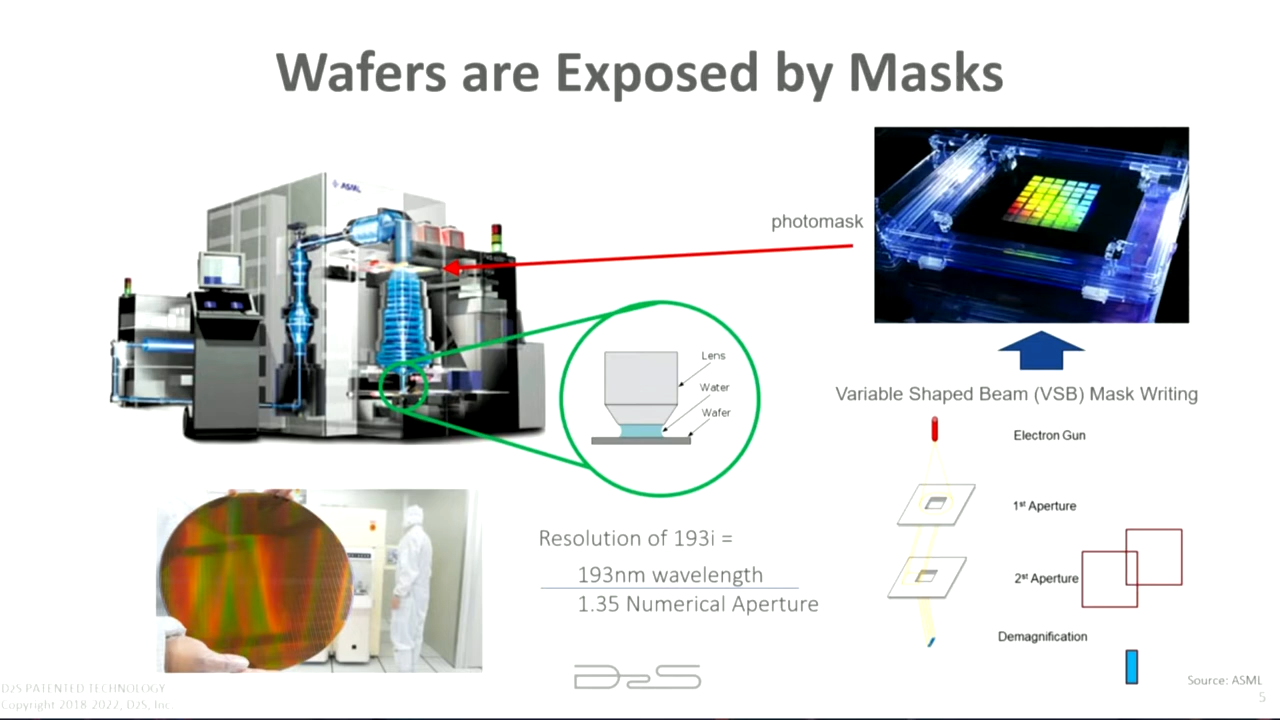 Wafers are Exposed by Masks
ASML
photomask
Lens
Water
Wafer
Variable Shaped Beam (VSB) Mask Writing
Electron Gun
1st Aperture
2st Aperture
Demagnification
Resolution of 193i =
193nm wavelength
1.35 Numerical Aperture
D2S
D2S PATENTED TECHNOLOGY
Copyright 2018-2022, D2S, Inc.
Source: ASML
5